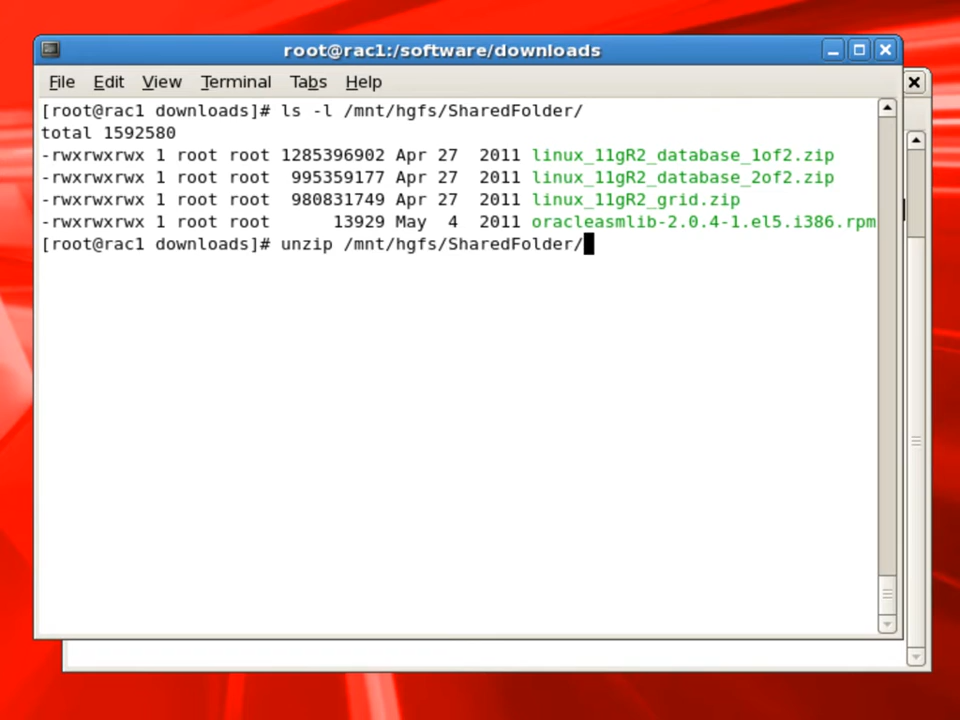 root@rac1:/software/downloads
File Edit View Terminal Tabs Help
[root@rac1 downloads]# ls -l /mnt/hgfs/SharedFolder/
total 1592580
-rwxrwxrwx 1 root root 1285396902 Apr 27  2011 linux_11gR2_database_1of2.zip
-rwxrwxrwx 1 root root  995359177 Apr 27  2011 linux_11gR2_database_2of2.zip
-rwxrwxrwx 1 root root  980831749 Apr 27  2011 linux_11gR2_grid.zip
-rwxrwxrwx 1 root root      13929 May  4  2011 oracleasmlib-2.0.4-1.el5.i386.rpm
[root@rac1 downloads]# unzip /mnt/hgfs/SharedFolder/